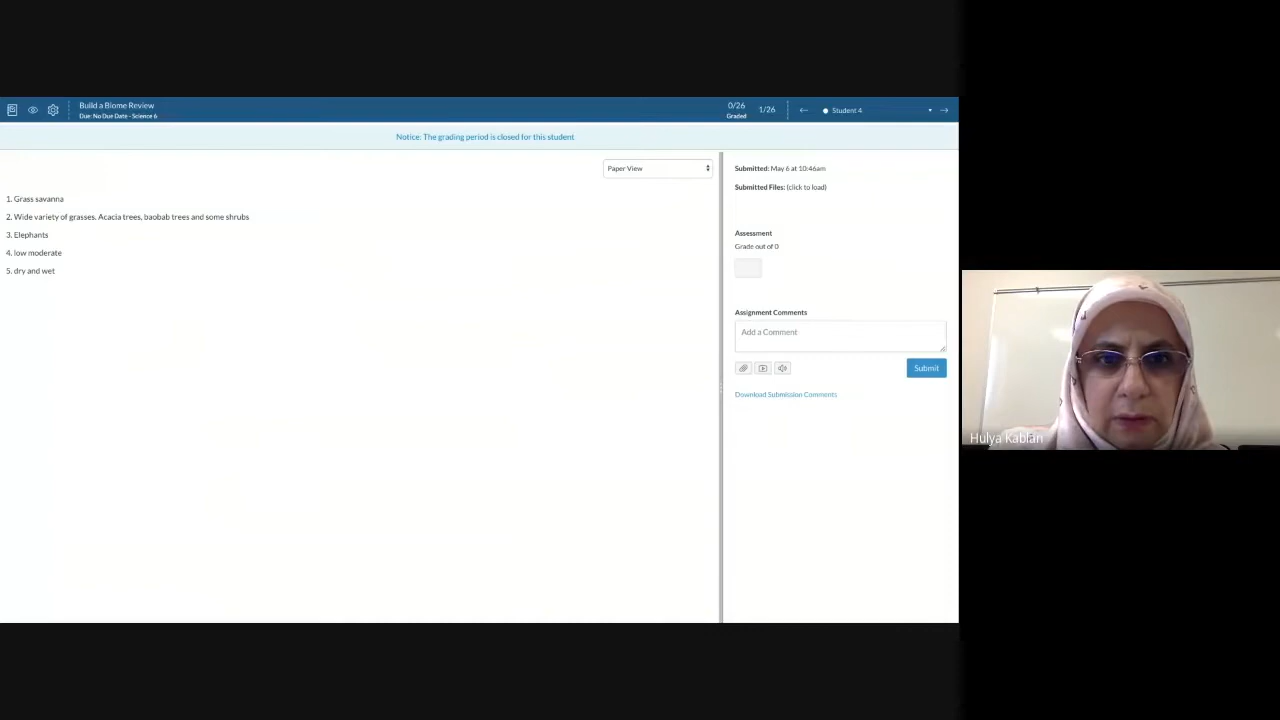 Build a Biome Review
Due: No Due Date - Science 6
0/26
Graded
1/26
Student 4
Notice: The grading period is closed for this student
Paper View
1. Grass savanna
2. Wide variety of grasses. Acacia trees, baobab trees and some shrubs
3. Elephants
4. low moderate
5. dry and wet
Submitted: May 6 at 10:46am
Submitted Files: (click to load)
Assessment
Grade out of 0
Assignment Comments
Add a Comment
Submit
Download Submission Comments
Hulya Kablan